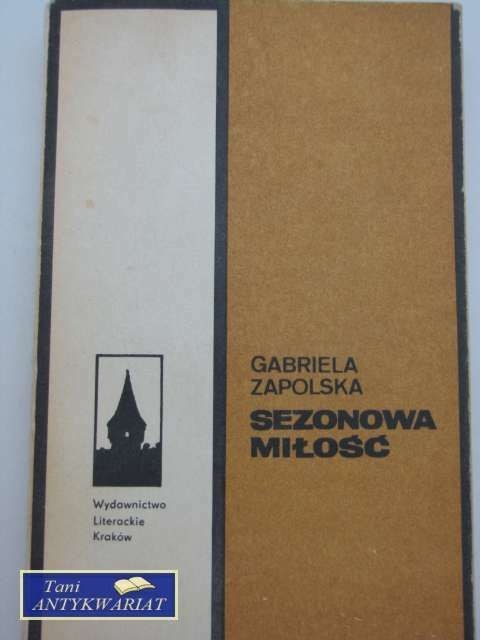 GABRIELA
ZAPOLSKA
SEZONOWA
MIŁOŚĆ
Wydawnictwo
Literackie
Kraków
Tani
ANTYKWARIAT